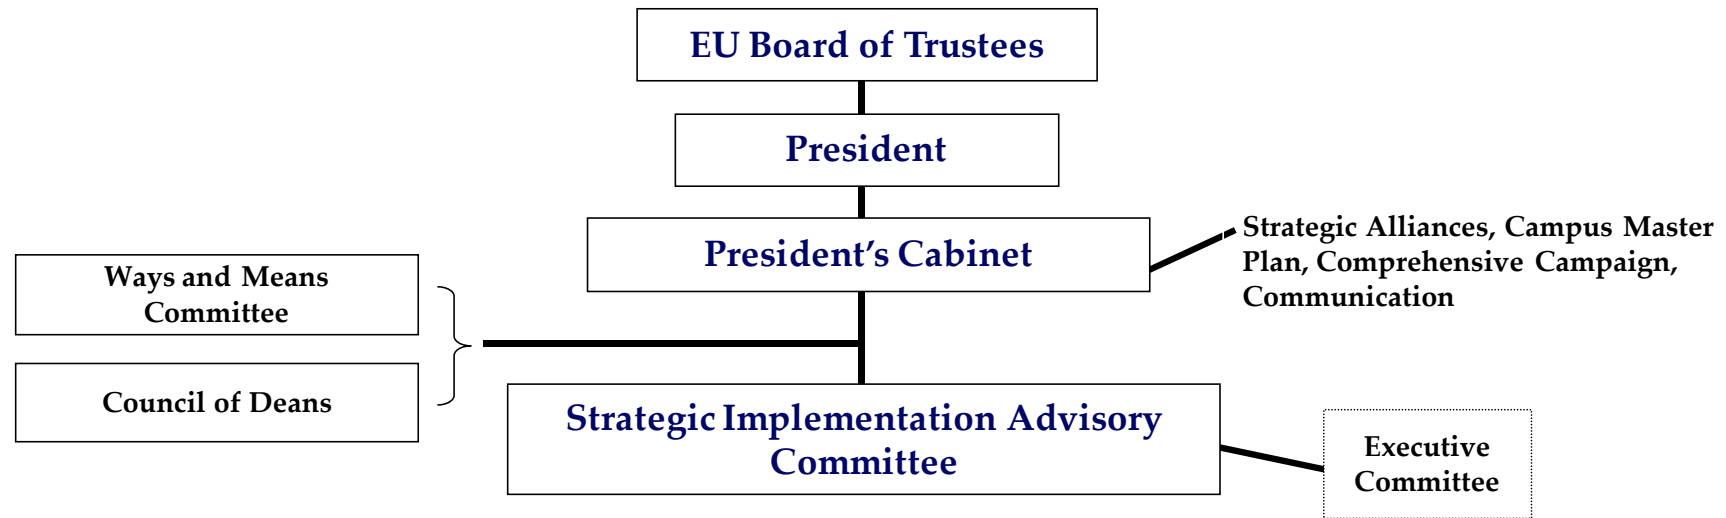 EU Board of Trustees
President
President’s Cabinet
Strategic Alliances, Campus Master
Plan, Comprehensive Campaign,
Communication
Ways and Means
Committee
Council of Deans
Strategic Implementation Advisory
Committee
Executive
Committee